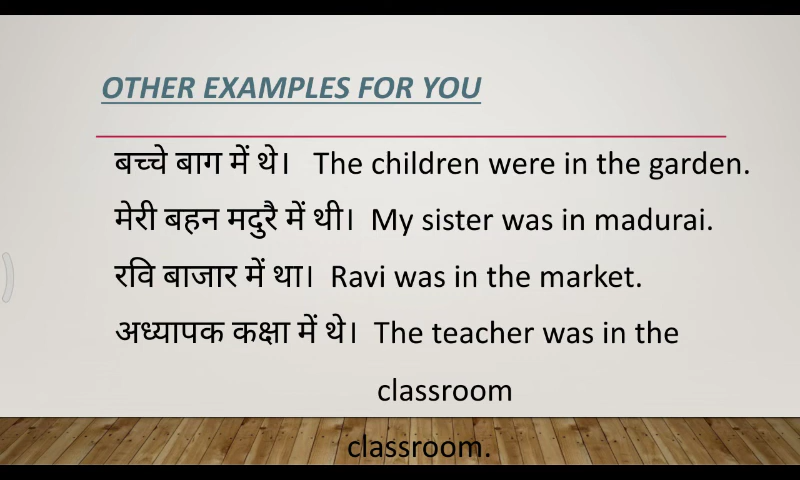 OTHER EXAMPLES FOR YOU
बच्चे बाग में थे। The children were in the garden.
मेरी बहन मदुरै में थी। My sister was in madurai.
रवि बाजार में था। Ravi was in the market.
अध्यापक कक्षा में थे। The teacher was in the
classroom
classroom.